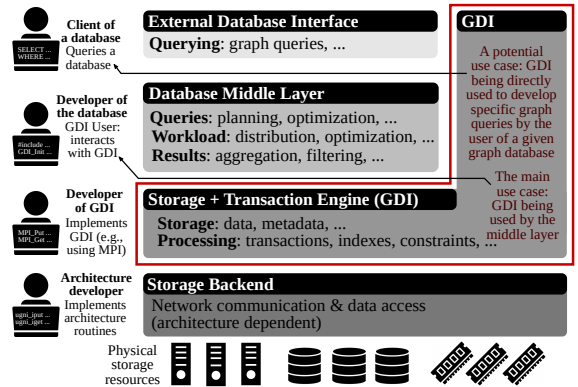 Client of
a database
Queries a
database
SELECT ...
WHERE ...
External Database Interface
Querying: graph queries, ...
GDI
A potential
use case: GDI
being directly
used to develop
specific graph
queries by the
user of a given
graph database
Developer of
the database
GDI User:
interacts
with GDI
#include ...
GDI_Init ...
Database Middle Layer
Queries: planning, optimization, ...
Workload: distribution, optimization, ...
Results: aggregation, filtering, ...
The main
use case:
GDI being
used by the
middle layer
Developer
of GDI
Implements
GDI (e.g.,
using MPI)
MPI_Put ...
MPI_Get ...
Storage + Transaction Engine (GDI)
Storage: data, metadata, ...
Processing: transactions, indexes, constraints, ...
Architecture
developer
Implements
architecture
routines
ugni_iput ...
ugni_iget ...
Storage Backend
Network communication & data access
(architecture dependent)
Physical
storage
resources